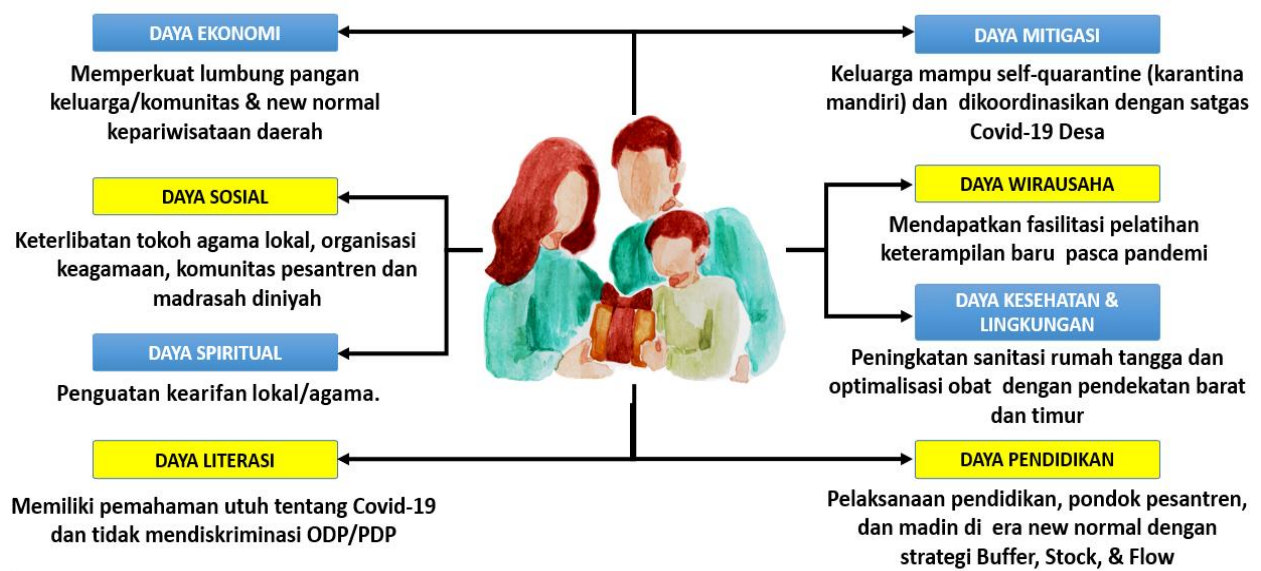 DAYA EKONOMI
Memperkuat lumbung pangan
keluarga/komunitas & new normal
kepariwisataan daerah
DAYA SOSIAL
Keterlibatan tokoh agama lokal, organisasi
keagamaan, komunitas pesantren dan
madrasah diniyah
DAYA SPIRITUAL
Penguatan kearifan lokal/agama.
DAYA LITERASI
Memiliki pemahaman utuh tentang Covid-19
dan tidak mendiskriminasi ODP/PDP
DAYA MITIGASI
Keluarga mampu self-quarantine (karantina
mandiri) dan dikoordinasikan dengan satgas
Covid-19 Desa
DAYA WIRAUSAHA
Mendapatkan fasilitasi pelatihan
keterampilan baru pasca pandemi
DAYA KESEHATAN &
LINGKUNGAN
Peningkatan sanitasi rumah tangga dan
optimalisasi obat dengan pendekatan barat
dan timur
DAYA PENDIDIKAN
Pelaksanaan pendidikan, pondok pesantren,
dan madin di era new normal dengan
strategi Buffer, Stock, & Flow